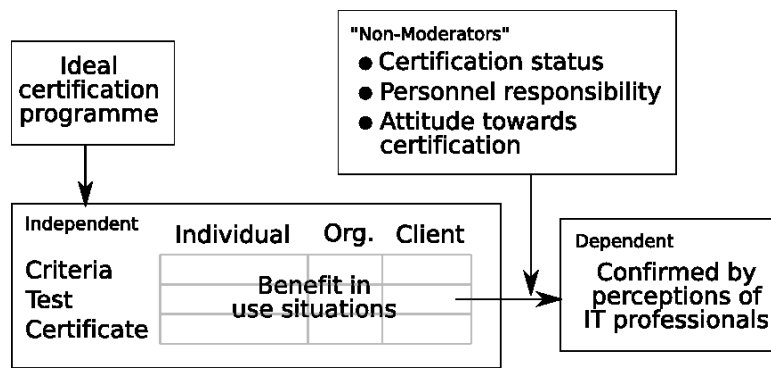 Ideal
certification
programme
"Non-Moderators"
● Certification status
● Personnel responsibility
● Attitude towards
certification
Independent
Individual Org. Client
Criteria
Test
Certificate
Benefit in
use situations
Dependent
Confirmed by
perceptions of
IT professionals